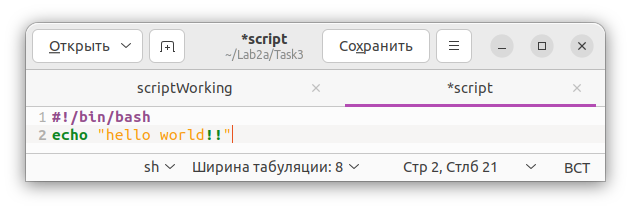 Открыть
*script
~/Lab2a/Task3
Сохранить
scriptWorking
*script
1 #!/bin/bash
2 echo "hello world!!"
sh Ширина табуляции: 8 Стр 2, Стлб 21 ВСТ